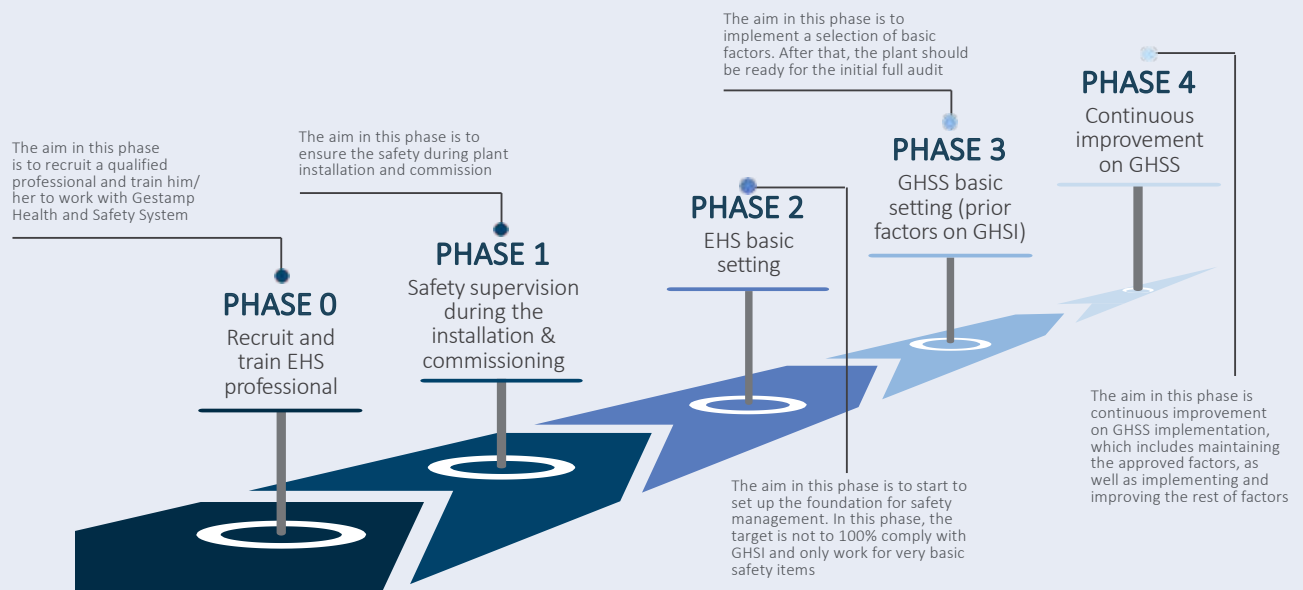 The aim in this phase
is to recruit a qualified
professional and train him/
her to work with Gestamp
Health and Safety System
PHASE 0
Recruit and
train EHS
professional
The aim in this phase is to
ensure the safety during plant
installation and commission
PHASE 1
Safety supervision
during the
installation &
commissioning
PHASE 2
EHS basic
setting
The aim in this phase is to start to
set up the foundation for safety
management. In this phase, the
target is not to 100% comply with
GHSI and only work for very basic
safety items
The aim in this phase is to
implement a selection of basic
factors. After that, the plant should
be ready for the initial full audit
PHASE 3
GHSS basic
setting (prior
factors on GHSI)
PHASE 4
Continuous
improvement
on GHSS
The aim in this phase is
continuous improvement
on GHSS implementation,
which includes maintaining
the approved factors, as
well as implementing and
improving the rest of factors